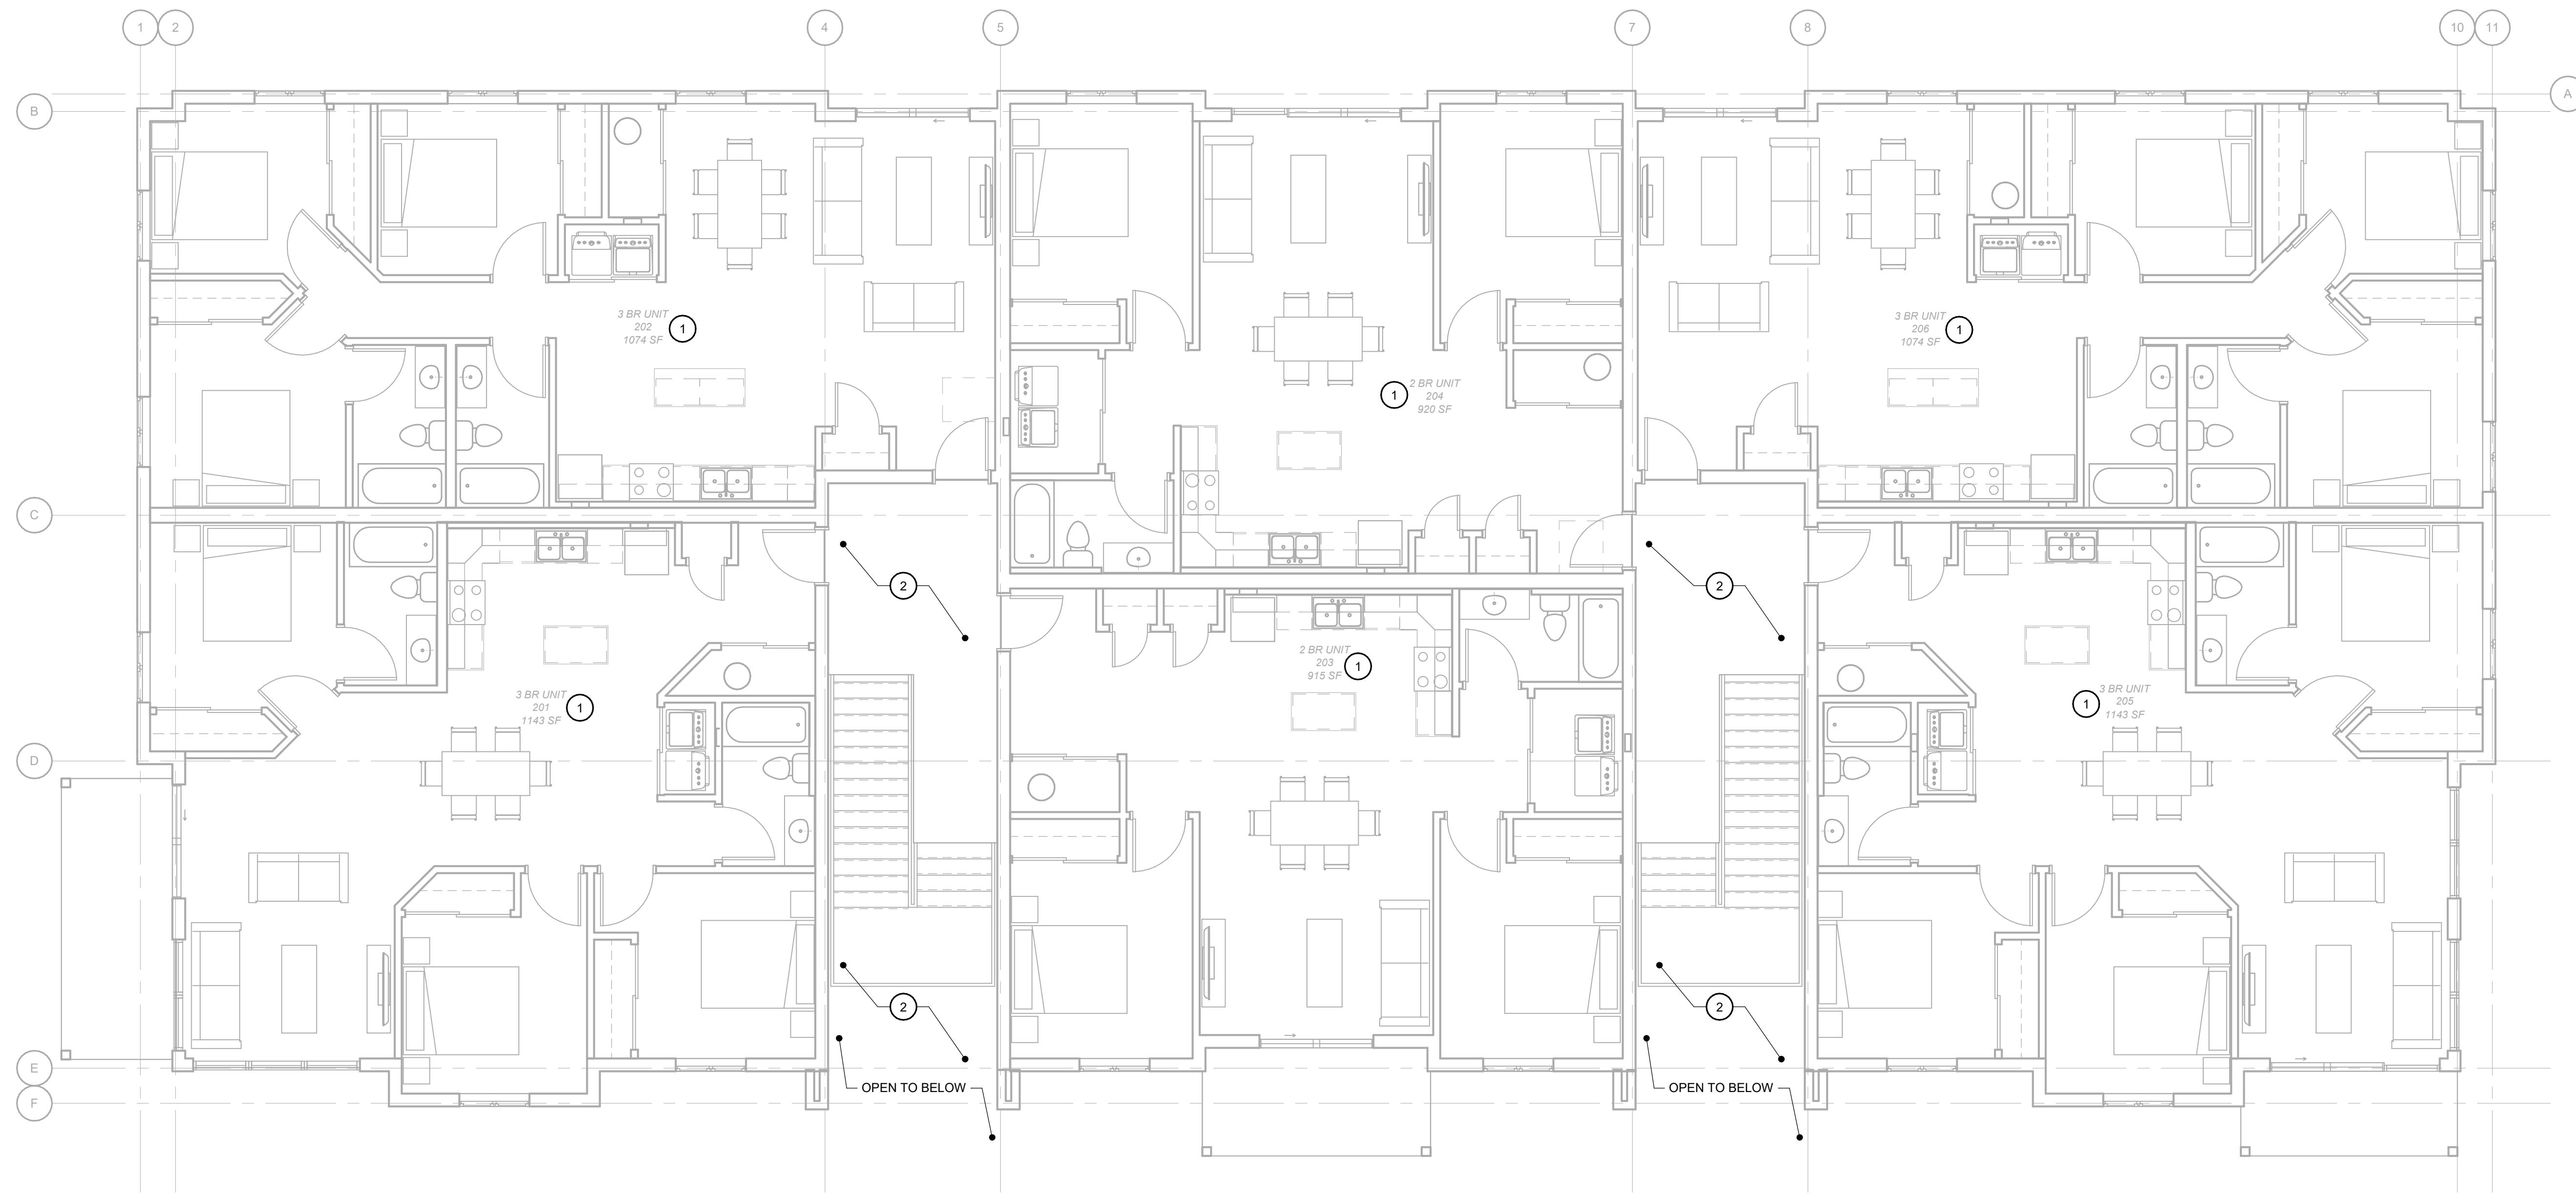 1 2 4 5 7 8 10 11
A
B
3 BR UNIT
202
1074 SF
1
3 BR UNIT
206
1074 SF
1
2 BR UNIT
204
920 SF
1
C
2
2
2 BR UNIT
203
915 SF
1
3 BR UNIT
201
1143 SF
1
3 BR UNIT
205
1143 SF
1
D
2
2
E
OPEN TO BELOW
OPEN TO BELOW
F